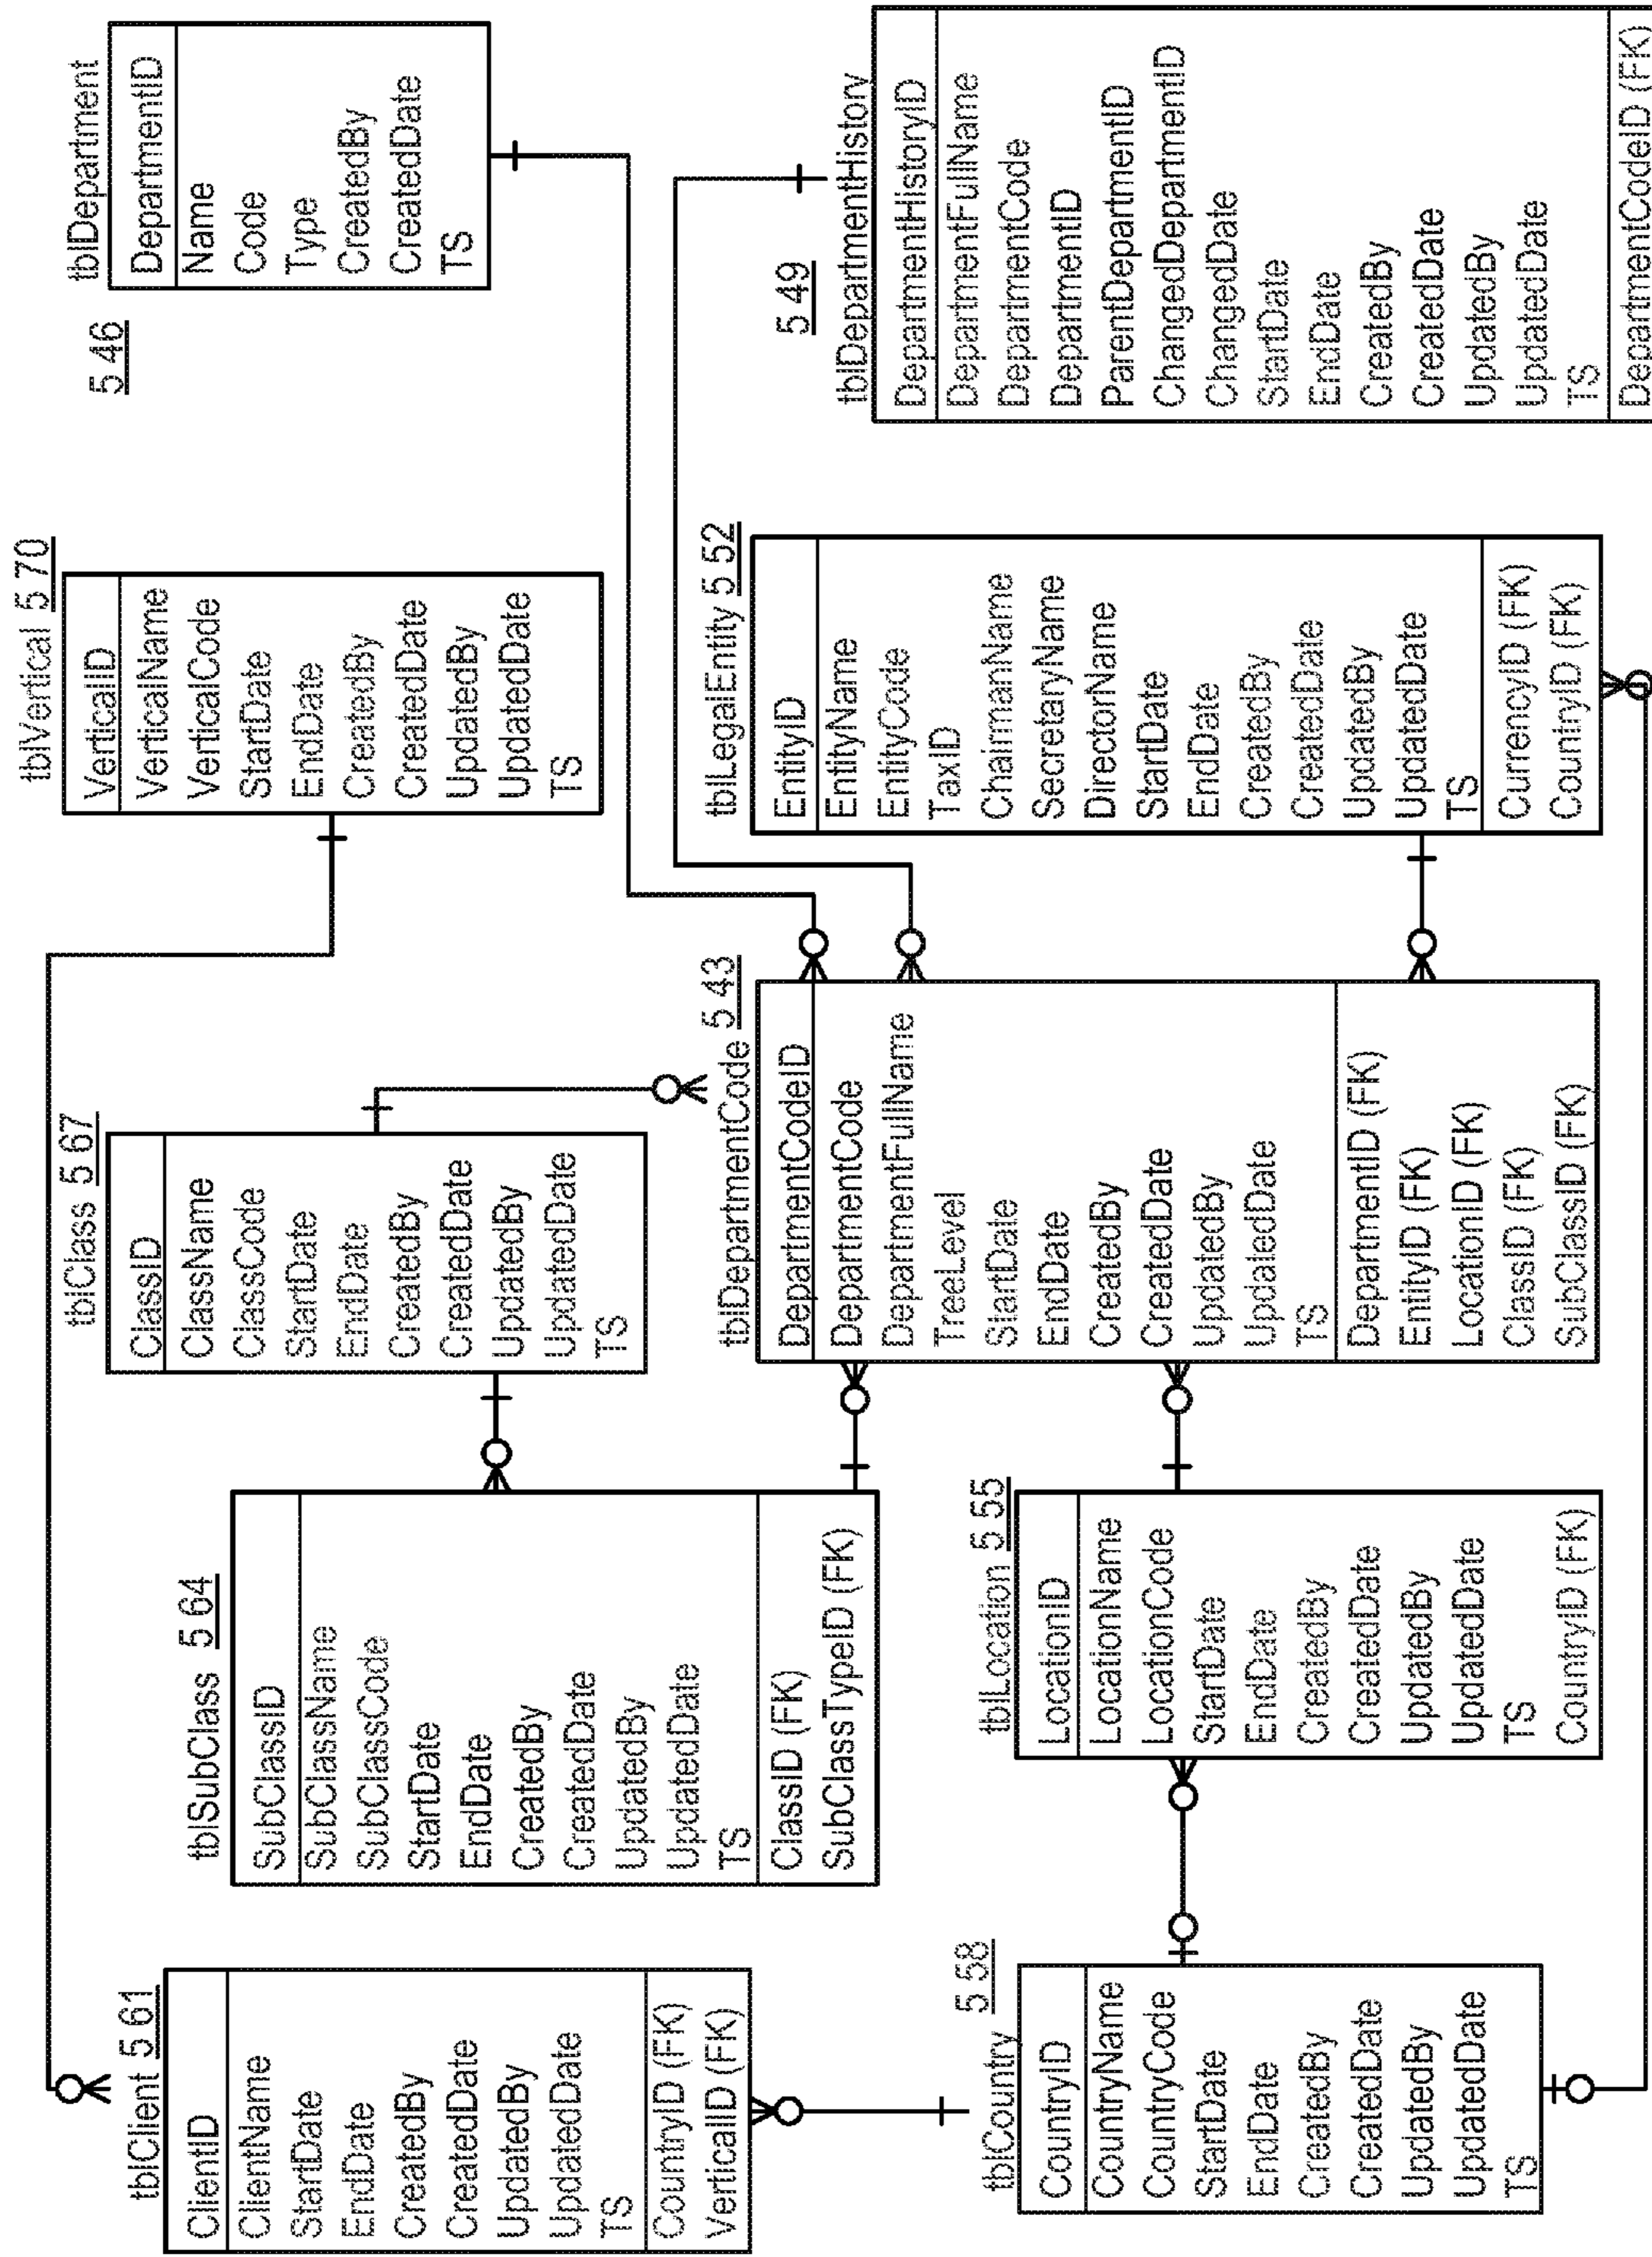 tblClient 5 61
ClientID
ClientName
StartDate
EndDate
CreatedBy
CreatedDate
UpdatedBy
UpdatedDate
TS
CountryID (FK)
VerticalID (FK)
tblSubClass 5 64
SubClassID
SubClassName
SubClassCode
StartDate
EndDate
CreatedBy
CreatedDate
UpdatedBy
UpdatedDate
TS
ClassID (FK)
SubClassTypeID (FK)
tblClass 5 67
ClassID
ClassName
ClassCode
StartDate
EndDate
CreatedBy
CreatedDate
UpdatedBy
UpdatedDate
TS
tblVertical 5 70
VerticalID
VerticalName
VerticalCode
StartDate
EndDate
CreatedBy
CreatedDate
UpdatedBy
UpdatedDate
TS
5 46
tblDepartment
DepartmentID
Name
Code
Type
CreatedBy
CreatedDate
TS
5 58
tblCountry
CountryID
CountryName
CountryCode
StartDate
EndDate
CreatedBy
CreatedDate
UpdatedBy
UpdatedDate
TS
tblLocation 5 55
LocationID
LocationName
LocationCode
StartDate
EndDate
CreatedBy
CreatedDate
UpdatedBy
UpdatedDate
TS
CountryID (FK)
tblDepartmentCode 5 43
DepartmentCodeID
DepartmentCode
DepartmentFullName
TreeLevel
StartDate
EndDate
CreatedBy
CreatedDate
UpdatedBy
UpdatedDate
TS
DepartmentID (FK)
EntityID (FK)
LocationID (FK)
ClassID (FK)
SubClassID (FK)
tblLegalEntity 5 52
EntityID
EntityName
EntityCode
TaxID
ChairmanName
SecretaryName
DirectorName
StartDate
EndDate
CreatedBy
CreatedDate
UpdatedBy
UpdatedDate
TS
CurrencyID (FK)
CountryID (FK)
5 49
tblDepartmentHistory
DepartmentHistoryID
DepartmentFullName
DepartmentCode
DepartmentID
ParentDepartmentID
ChangedDepartmentID
ChangedDate
StartDate
EndDate
CreatedBy
CreatedDate
UpdatedBy
UpdatedDate
TS
DepartmentCodeID (FK)